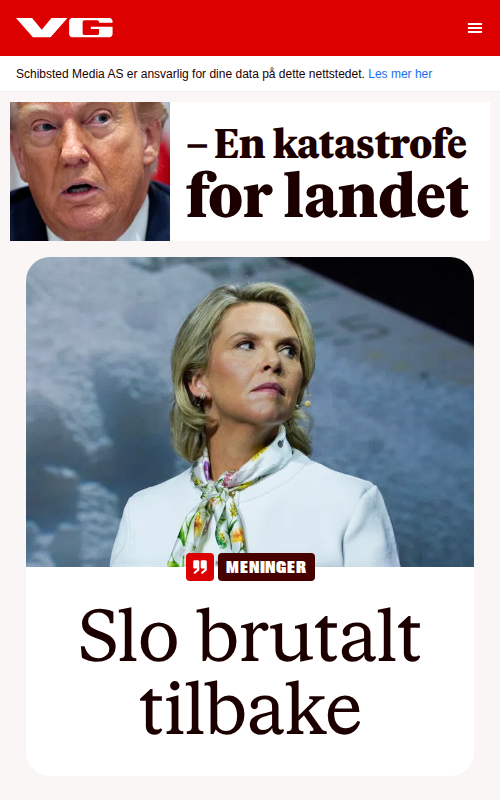 VG
Schibsted Media AS er ansvarlig for dine data på dette nettstedet. Les mer her
– En katastrofe
for landet
MENINGER
Slo brutalt
tilbake